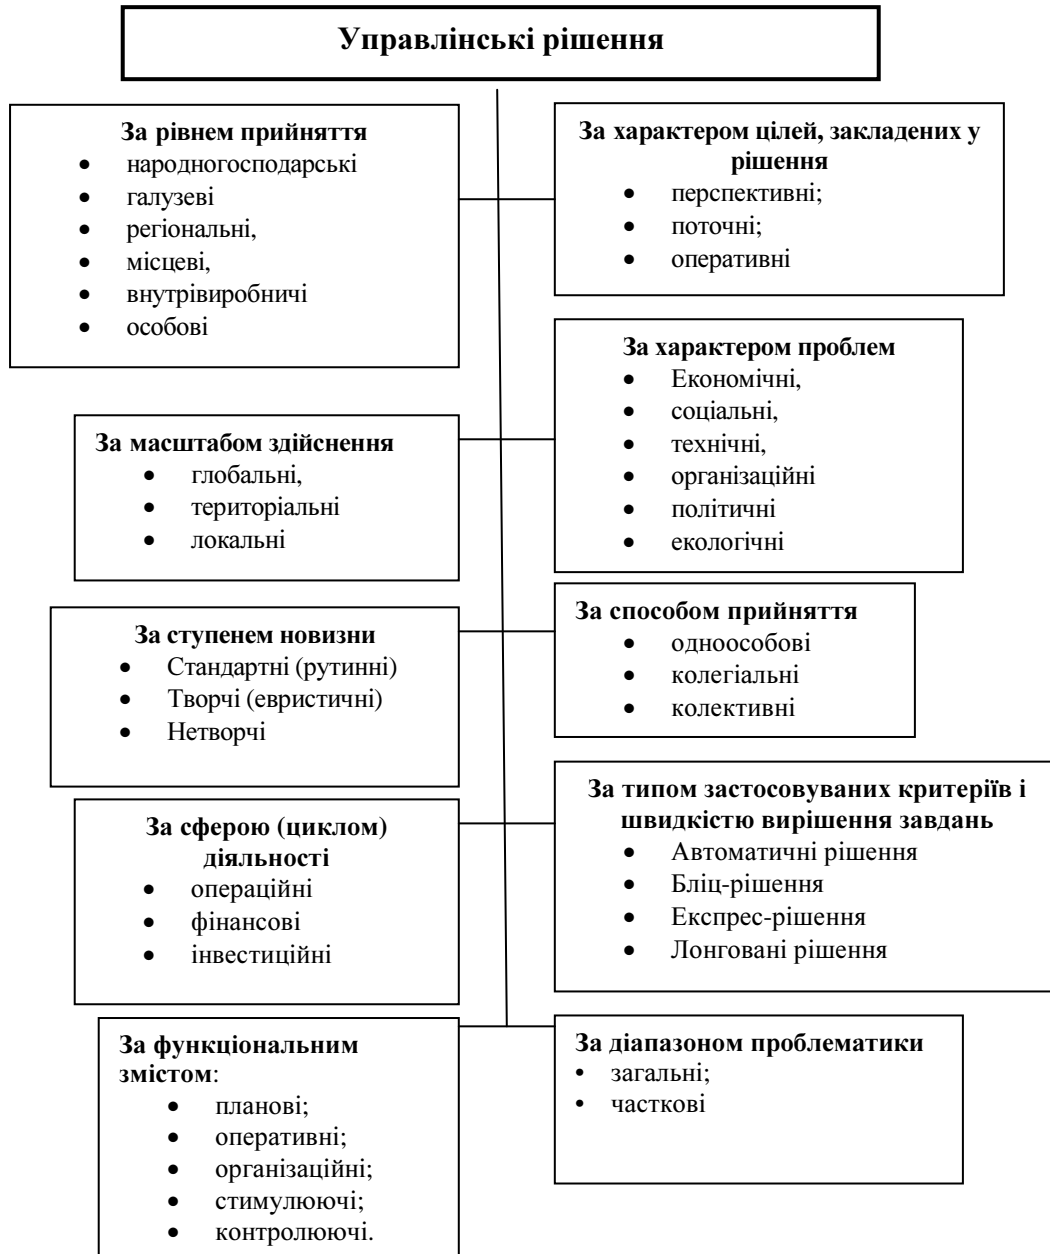 Управлінські рішення
За рівнем прийняття
• народногосподарські
• галузеві
• регіональні,
• місцеві,
• внутрівиробничі
• особові
За характером цілей, закладених у
рішення
• перспективні;
• поточні;
• оперативні
За масштабом здійснення
• глобальні,
• територіальні
• локальні
За характером проблем
• Економічні,
• соціальні,
• технічні,
• організаційні
• політичні
• екологічні
За ступенем новизни
• Стандартні (рутинні)
• Творчі (евристичні)
• Нетворчі
За способом прийняття
• одноособові
• колегіальні
• колективні
За сферою (циклом)
діяльності
• операційні
• фінансові
• інвестиційні
За типом застосовуваних критеріїв і
швидкістю вирішення завдань
• Автоматичні рішення
• Бліц-рішення
• Експрес-рішення
• Лонговані рішення
За функціональним
змістом:
• планові;
• оперативні;
• організаційні;
• стимулюючі;
• контролюючі.
За діапазоном проблематики
• загальні;
• часткові